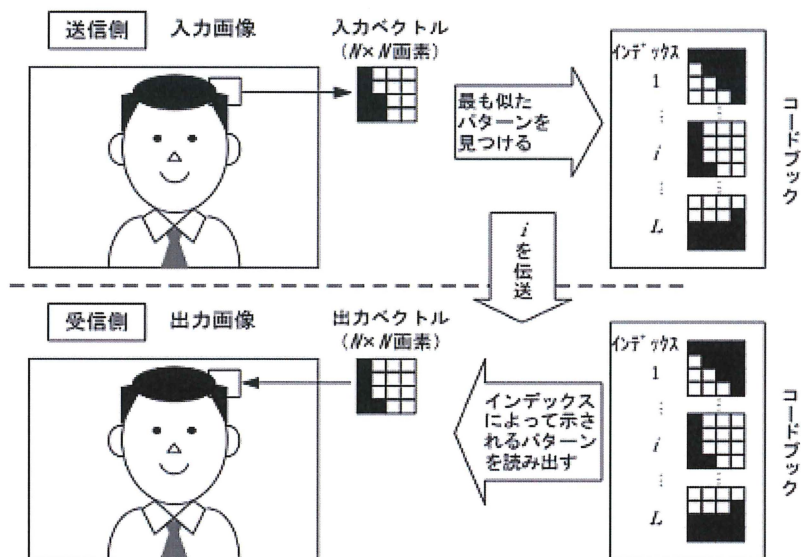 送信側
入力画像
入力ベクトル
(N×N画素)
最も似た
パターンを
見つける
インデックス
1
i
L
コードブック
iを伝送
受信側
出力画像
出力ベクトル
(N×N画素)
インデックス
によって示さ
れるパターン
を読み出す
インデックス
1
i
L
コードブック